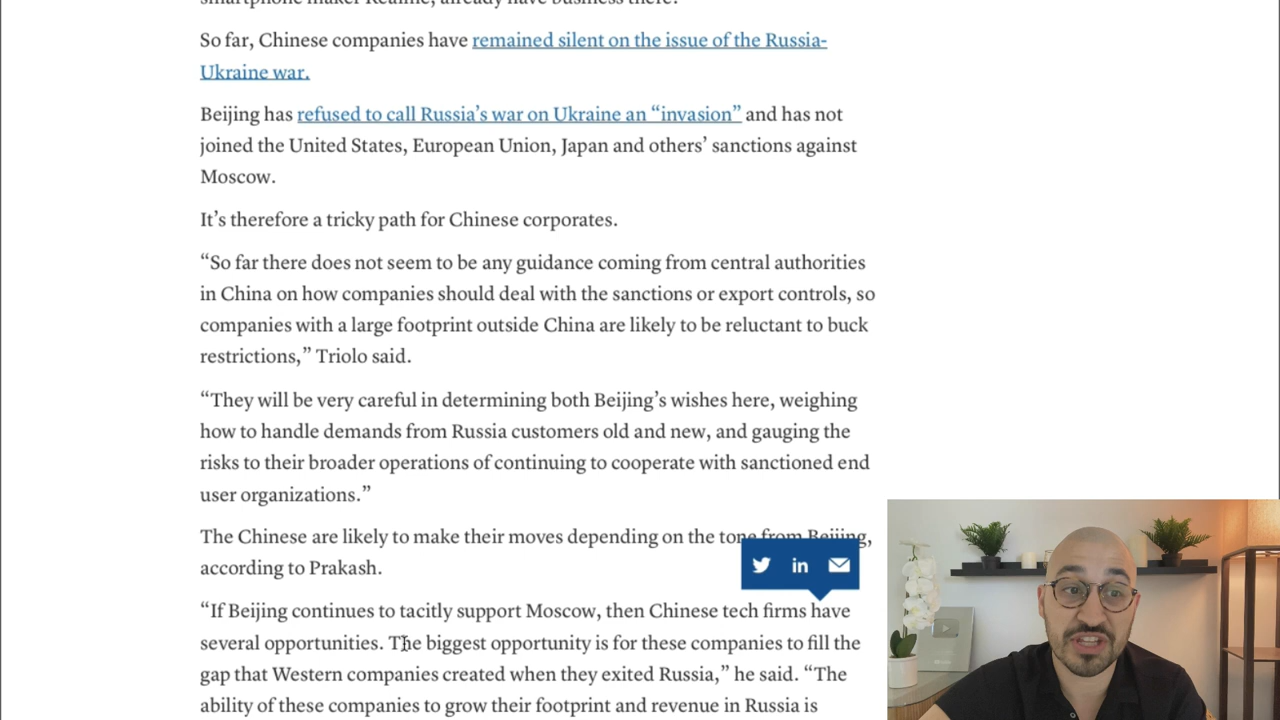 So far, Chinese companies have remained silent on the issue of the Russia-
Ukraine war.
Beijing has refused to call Russia’s war on Ukraine an “invasion” and has not
joined the United States, European Union, Japan and others’ sanctions against
Moscow.
It’s therefore a tricky path for Chinese corporates.
“So far there does not seem to be any guidance coming from central authorities
in China on how companies should deal with the sanctions or export controls, so
companies with a large footprint outside China are likely to be reluctant to buck
restrictions,” Triolo said.
“They will be very careful in determining both Beijing’s wishes here, weighing
how to handle demands from Russia customers old and new, and gauging the
risks to their broader operations of continuing to cooperate with sanctioned end
user organizations.”
The Chinese are likely to make their moves depending on the tone from Beijing,
according to Prakash.
in
“If Beijing continues to tacitly support Moscow, then Chinese tech firms have
several opportunities. The biggest opportunity is for these companies to fill the
gap that Western companies created when they exited Russia,” he said. “The
ability of these companies to grow their footprint and revenue in Russia is